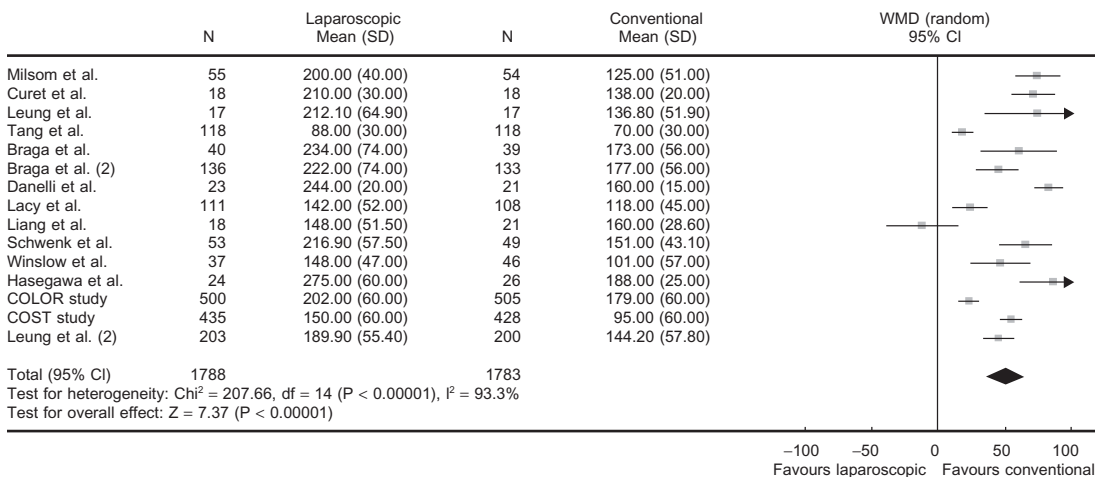 Laparoscopic Conventional WMD (random)
N Mean (SD) N Mean (SD) 95% CI
Milsom et al. 55 200.00 (40.00) 54 125.00 (51.00)
Curet et al. 18 210.00 (30.00) 18 138.00 (20.00)
Leung et al. 17 212.10 (64.90) 17 136.80 (51.90)
Tang et al. 118 88.00 (30.00) 118 70.00 (30.00)
Braga et al. 40 234.00 (74.00) 39 173.00 (56.00)
Braga et al. (2) 136 222.00 (74.00) 133 177.00 (56.00)
Danelli et al. 23 244.00 (20.00) 21 160.00 (15.00)
Lacy et al. 111 142.00 (52.00) 108 118.00 (45.00)
Liang et al. 18 148.00 (51.50) 21 160.00 (28.60)
Schwenk et al. 53 216.90 (57.50) 49 151.00 (43.10)
Winslow et al. 37 148.00 (47.00) 46 101.00 (57.00)
Hasegawa et al. 24 275.00 (60.00) 26 188.00 (25.00)
COLOR study 500 202.00 (60.00) 505 179.00 (60.00)
COST study 435 150.00 (60.00) 428 95.00 (60.00)
Leung et al. (2) 203 189.90 (55.40) 200 144.20 (57.80)
Total (95% CI) 1788 1783
Test for heterogeneity: Chi² = 207.66, df = 14 (P < 0.00001), I² = 93.3%
Test for overall effect: Z = 7.37 (P < 0.00001)
−100 −50 0 50 100
Favours laparoscopic Favours conventional